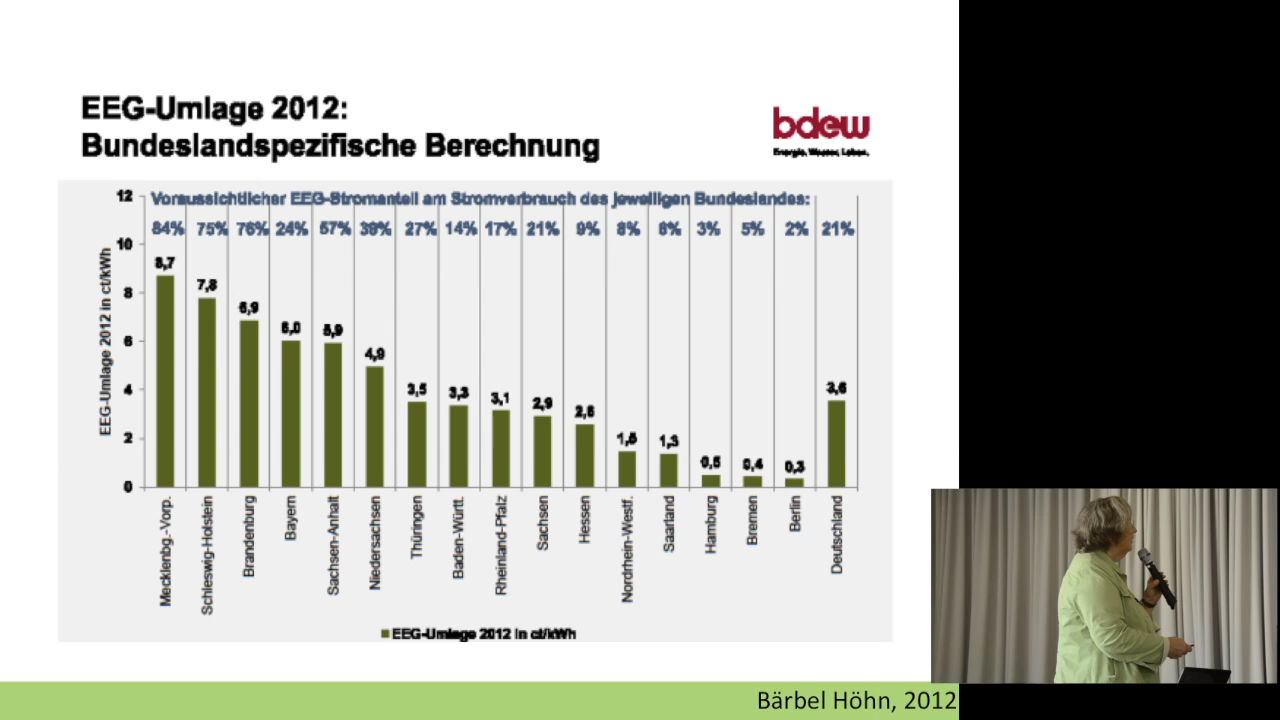 EEG-Umlage 2012:
Bundeslandspezifische Berechnung
bdew
Energie. Wasser. Leben.
Voraussichtlicher EEG-Stromanteil am Stromverbrauch des jeweiligen Bundeslandes:
84% 75% 76% 24% 57% 39% 27% 14% 17% 21% 9% 8% 8% 3% 5% 2% 21%
EEG-Umlage 2012 in ct/kWh
12
10
8
6
4
2
0
8,7 7,8 6,9 6,0 5,9 4,9 3,5 3,3 3,1 2,9 2,6 1,5 1,3 0,5 0,4 0,3 3,6
Mecklenbg.-Vorp.
Schleswig-Holstein
Brandenburg
Bayern
Sachsen-Anhalt
Niedersachsen
Thüringen
Baden-Württ.
Rheinland-Pfalz
Sachsen
Hessen
Nordrhein-Westf.
Saarland
Hamburg
Bremen
Berlin
Deutschland
EEG-Umlage 2012 in ct/kWh
Bärbel Höhn, 2012